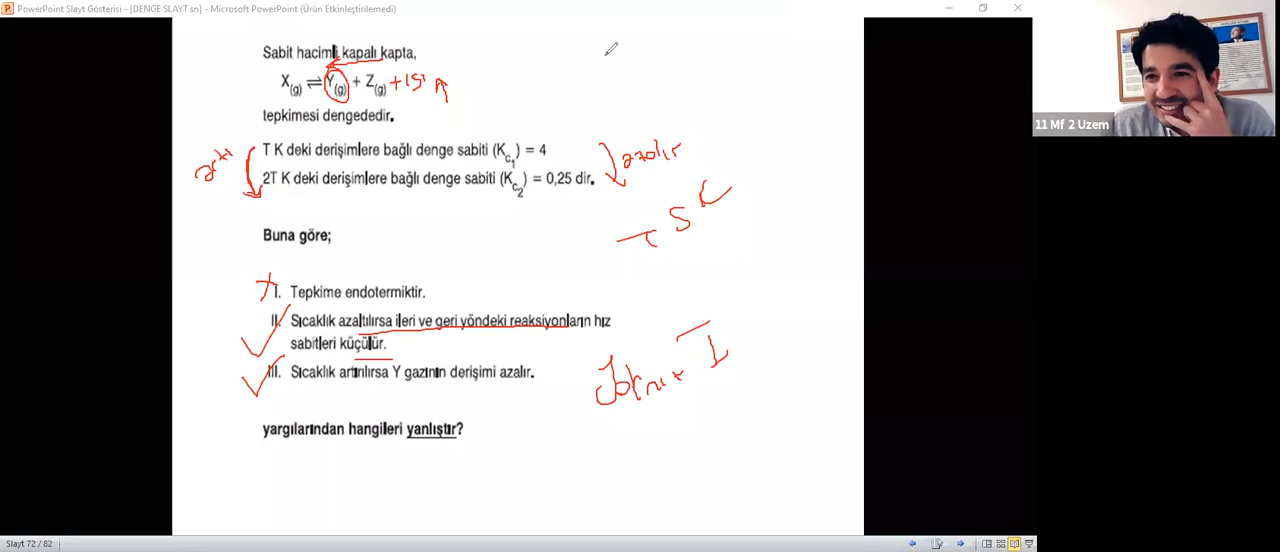 PowerPoint Slayt Gösterisi - [DENGE SLAYT sn] - Microsoft PowerPoint (Ürün Etkinleştirilemedi)
Sabit hacimli kapalı kapta,
X(g) ⇌ Y(g) + Z(g) + ısı ↑
tepkimesi dengededir.
arttı
T K deki derişimlere bağlı denge sabiti (Kc1) = 4
azalır
2T K deki derişimlere bağlı denge sabiti (Kc2) = 0,25 dir.
T S K
Buna göre;
I. Tepkime endotermiktir.
II. Sıcaklık azaltılırsa ileri ve geri yöndeki reaksiyonların hız
sabitleri küçülür.
III. Sıcaklık artırılırsa Y gazının derişimi azalır.
I
yargılarından hangileri yanlıştır?
11 Mf 2 Uzem
Slayt 72 / 82